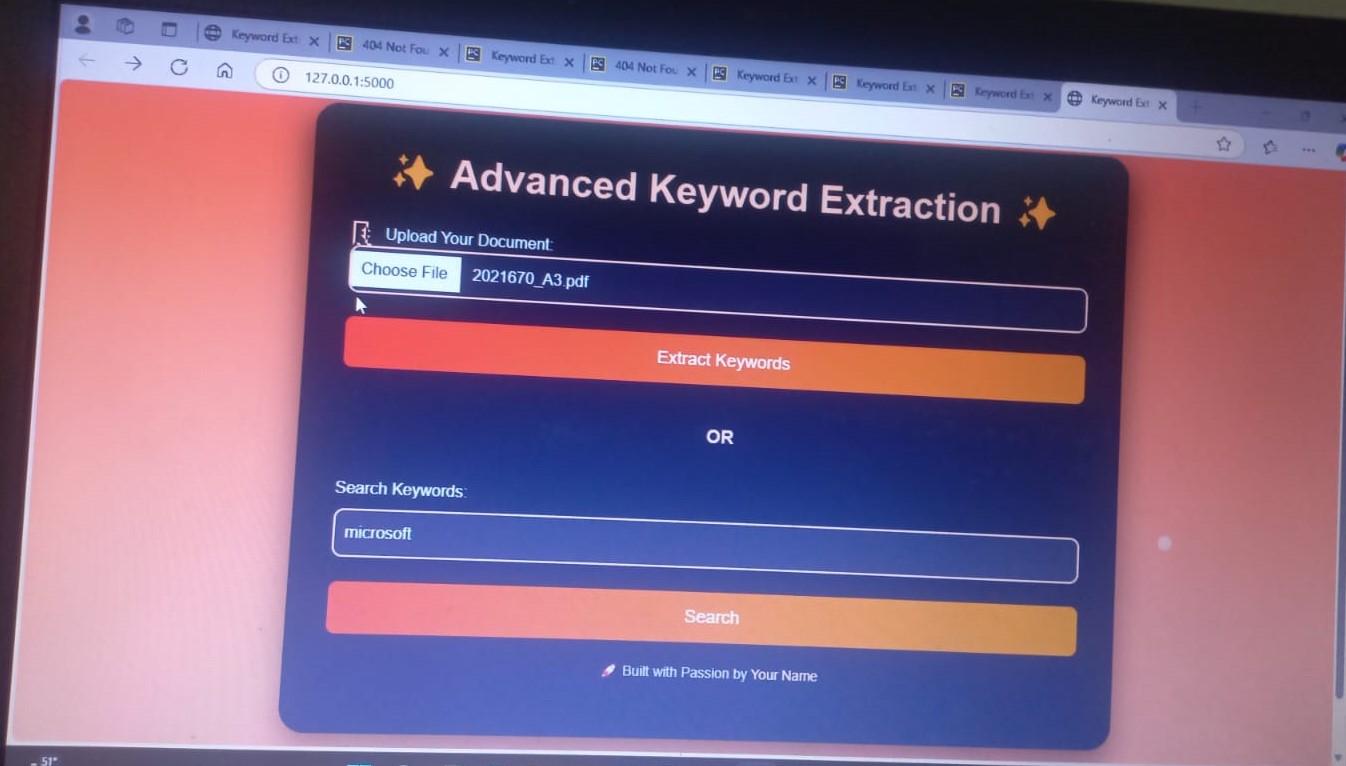 Keyword Ext
404 Not Fou
Keyword Ext
404 Not Fou
Keyword Ext
Keyword Ext
Keyword Ext
Keyword Ext
127.0.0.1:5000
Advanced Keyword Extraction
Upload Your Document:
Choose File 2021670_A3.pdf
Extract Keywords
OR
Search Keywords:
microsoft
Search
Built with Passion by Your Name
51°